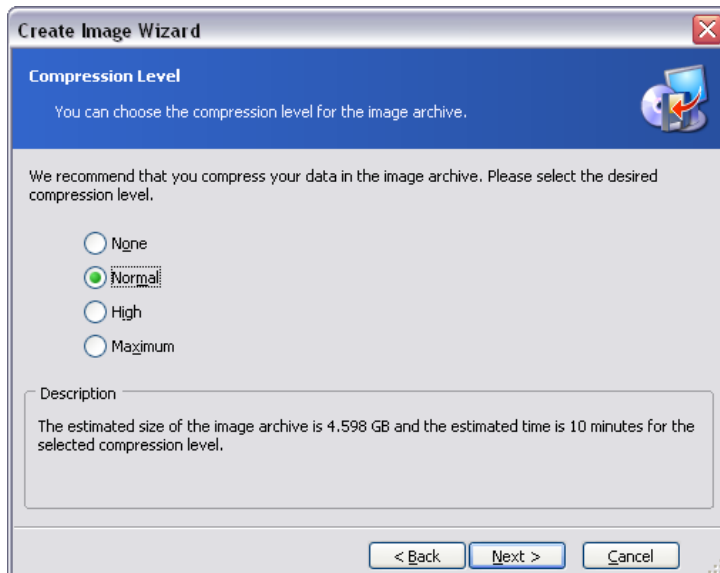 Create Image Wizard
Compression Level
You can choose the compression level for the image archive.
We recommend that you compress your data in the image archive. Please select the desired
compression level.
None
Normal
High
Maximum
Description
The estimated size of the image archive is 4.598 GB and the estimated time is 10 minutes for the
selected compression level.
< Back
Next >
Cancel